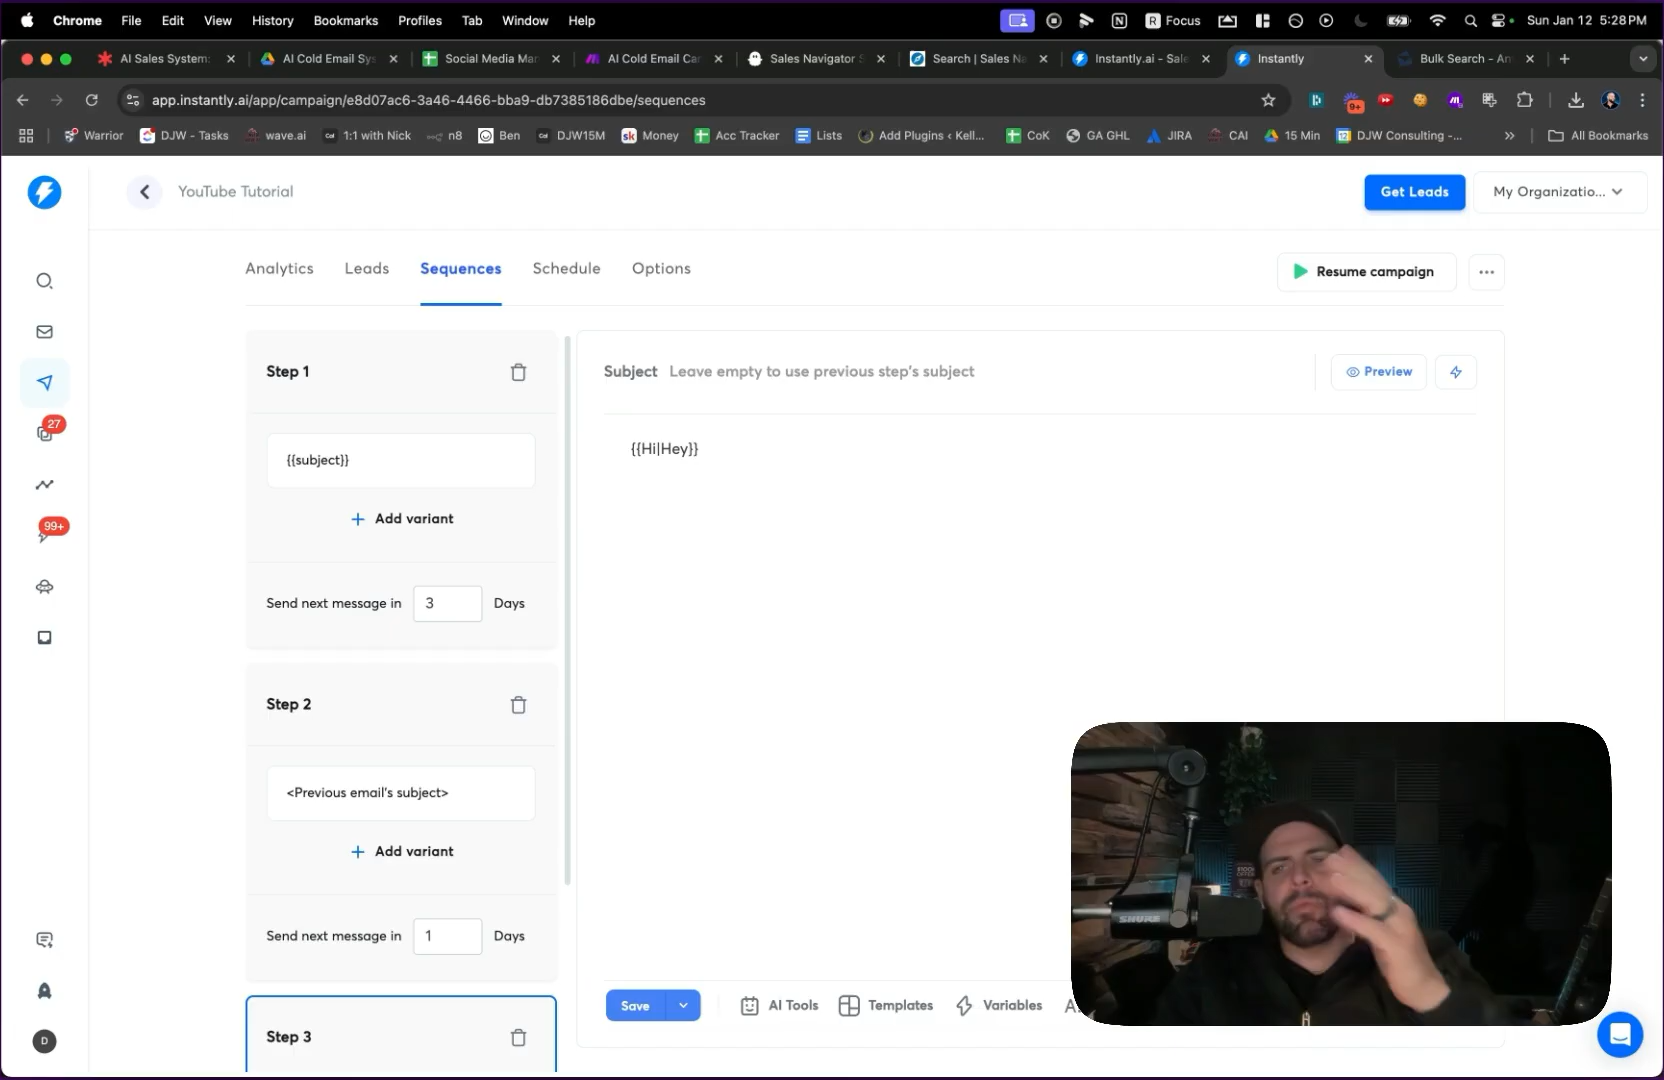 Chrome File Edit View History Bookmarks Profiles Tab Window Help Focus Sun Jan 12 5:28 PM
AI Sales System: AI Cold Email Sys Social Media Mar AI Cold Email Car Sales Navigator S Search | Sales Na Instantly.ai - Sale Instantly Bulk Search - An
app.instantly.ai/app/campaign/e8d07ac6-3a46-4466-bba9-db7385186dbe/sequences 9+
Warrior DJW - Tasks wave.ai 1:1 with Nick n8 Ben DJW15M Money Acc Tracker Lists Add Plugins ‹ Kell... CoK GA GHL JIRA CAI 15 Min DJW Consulting -... All Bookmarks
YouTube Tutorial
Get Leads
My Organizatio...
Analytics Leads Sequences Schedule Options
Resume campaign
Step 1
Subject Leave empty to use previous step's subject
Preview
27
{{Hi|Hey}}
{{subject}}
Add variant
99+
Send next message in 3 Days
Step 2
<Previous email's subject>
Add variant
Send next message in 1 Days
SHURE
Save AI Tools Templates Variables
Step 3
D